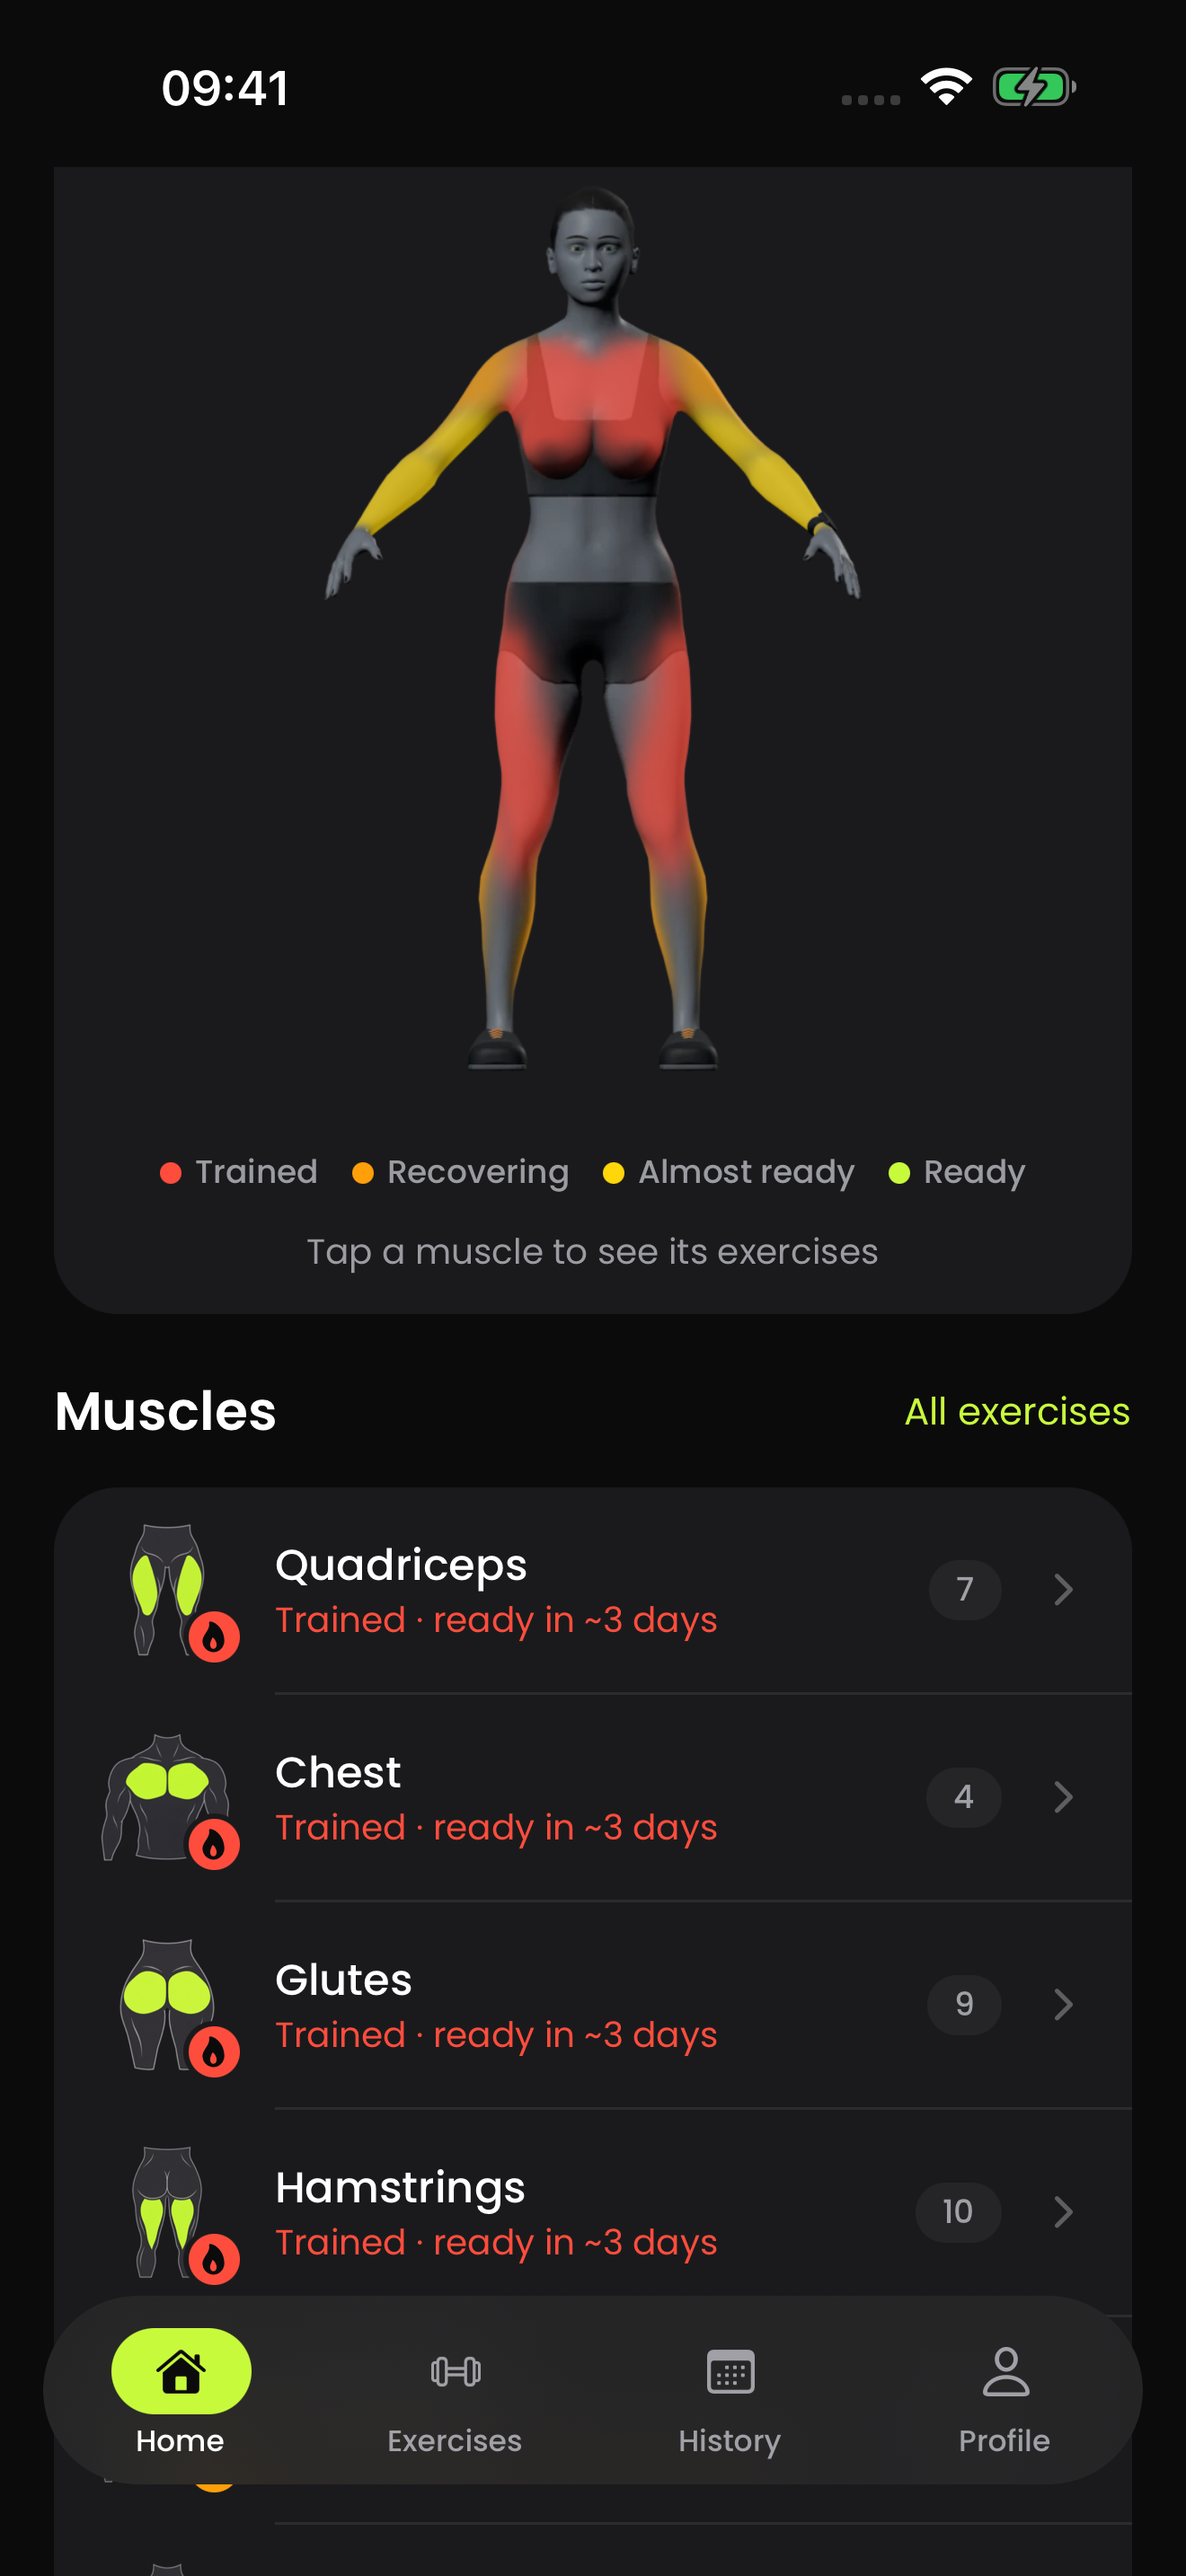 09:41
Trained
Recovering
Almost ready
Ready
Tap a muscle to see its exercises
Muscles
All exercises
Quadriceps
7
Trained · ready in ~3 days
Chest
4
Trained · ready in ~3 days
Glutes
9
Trained · ready in ~3 days
Hamstrings
10
Trained · ready in ~3 days
Home
Exercises
History
Profile